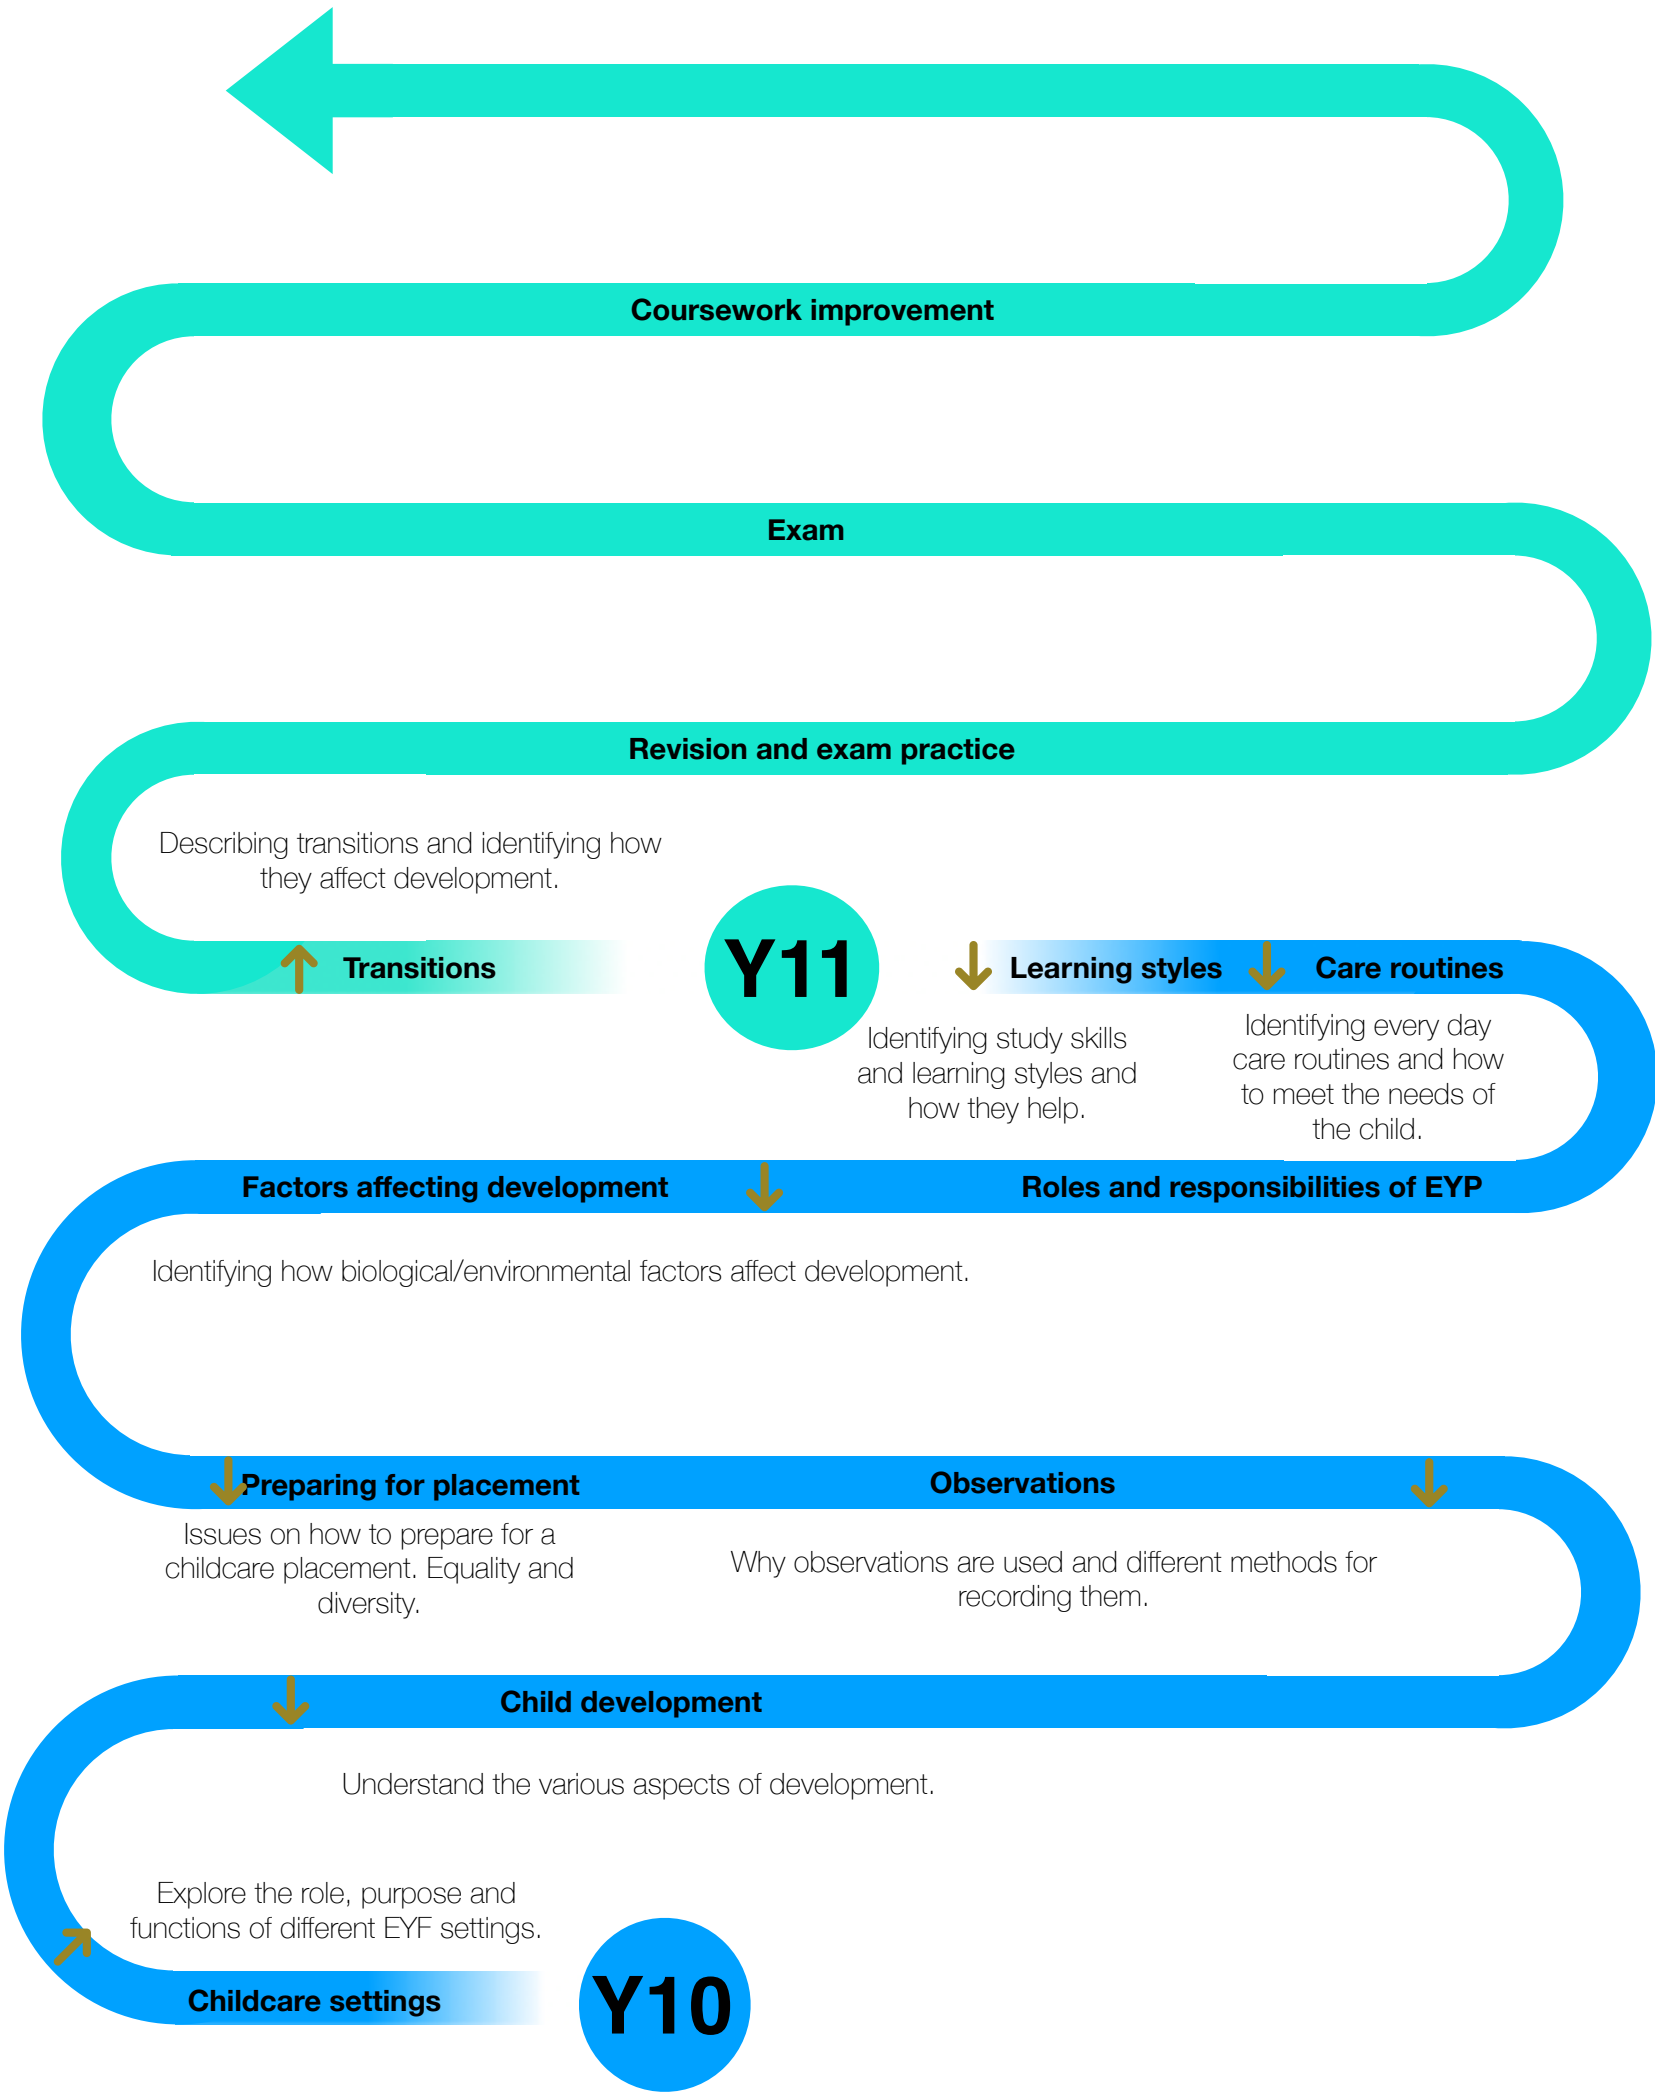 Coursework improvement
Exam
Revision and exam practice
Describing transitions and identifying how
they affect development.
Transitions
Y11
Learning styles
Care routines
Identifying study skills
and learning styles and
how they help.
Identifying every day
care routines and how
to meet the needs of
the child.
Factors affecting development
Roles and responsibilities of EYP
Identifying how biological/environmental factors affect development.
Preparing for placement
Observations
Issues on how to prepare for a
childcare placement. Equality and
diversity.
Why observations are used and different methods for
recording them.
Child development
Understand the various aspects of development.
Explore the role, purpose and
functions of different EYF settings.
Childcare settings
Y10